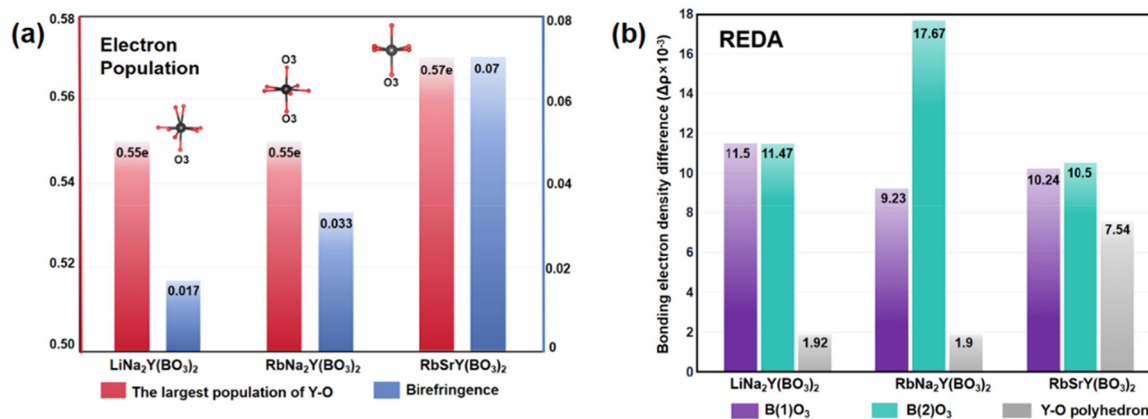 (a)
Electron
Population
0.58
0.56
0.54
0.52
0.50
0.08
0.06
0.04
0.02
0
O3
O3
O3
O3
0.55e
0.017
0.55e
0.033
0.57e
0.07
LiNa₂Y(BO₃)₂
RbNa₂Y(BO₃)₂
RbSrY(BO₃)₂
The largest population of Y-O
Birefringence
(b)
REDA
Bonding electron density difference (Δρ×10⁻³)
18
16
14
12
10
8
6
4
2
0
11.5
11.47
1.92
9.23
17.67
1.9
10.24
10.5
7.54
LiNa₂Y(BO₃)₂
RbNa₂Y(BO₃)₂
RbSrY(BO₃)₂
B(1)O₃
B(2)O₃
Y-O polyhedron